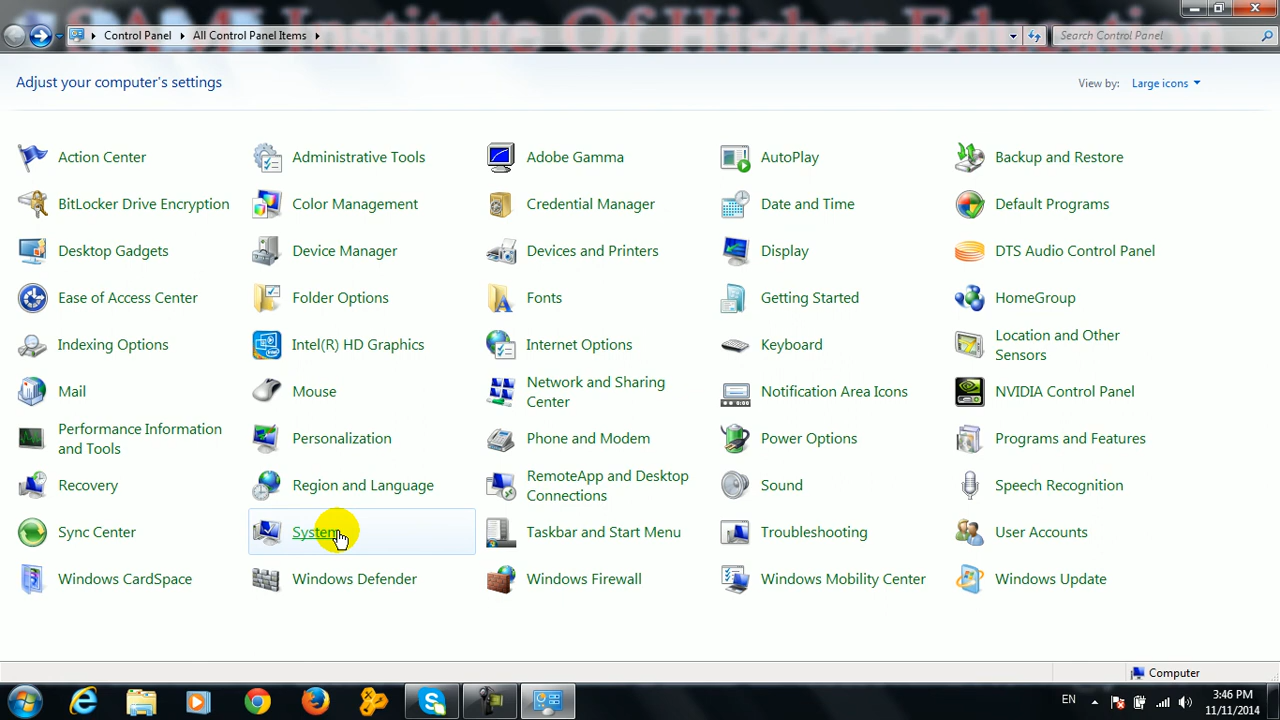 Institute Of Higher
Control Panel
All Control Panel Items
Search Control Panel
Adjust your computer's settings
View by:
Large icons
Action Center
Administrative Tools
Adobe Gamma
AutoPlay
Backup and Restore
BitLocker Drive Encryption
Color Management
Credential Manager
Date and Time
Default Programs
Desktop Gadgets
Device Manager
Devices and Printers
Display
DTS Audio Control Panel
Ease of Access Center
Folder Options
Fonts
Getting Started
HomeGroup
Indexing Options
Intel(R) HD Graphics
Internet Options
Keyboard
Location and Other
Sensors
Mail
Mouse
Network and Sharing
Center
Notification Area Icons
NVIDIA Control Panel
Performance Information
and Tools
Personalization
Phone and Modem
Power Options
Programs and Features
Recovery
Region and Language
RemoteApp and Desktop
Connections
Sound
Speech Recognition
Sync Center
System
Taskbar and Start Menu
Troubleshooting
User Accounts
Windows CardSpace
Windows Defender
Windows Firewall
Windows Mobility Center
Windows Update
Computer
EN
3:46 PM
11/11/2014